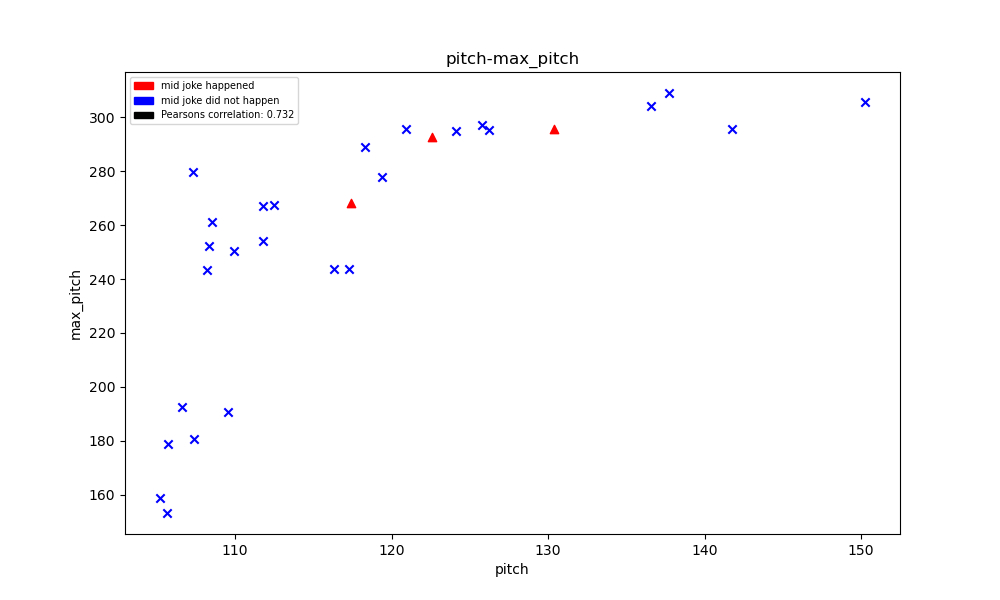 pitch-max_pitch
mid joke happened
mid joke did not happen
Pearsons correlation: 0.732
max_pitch
300
280
260
240
220
200
180
160
110 120 130 140 150
pitch